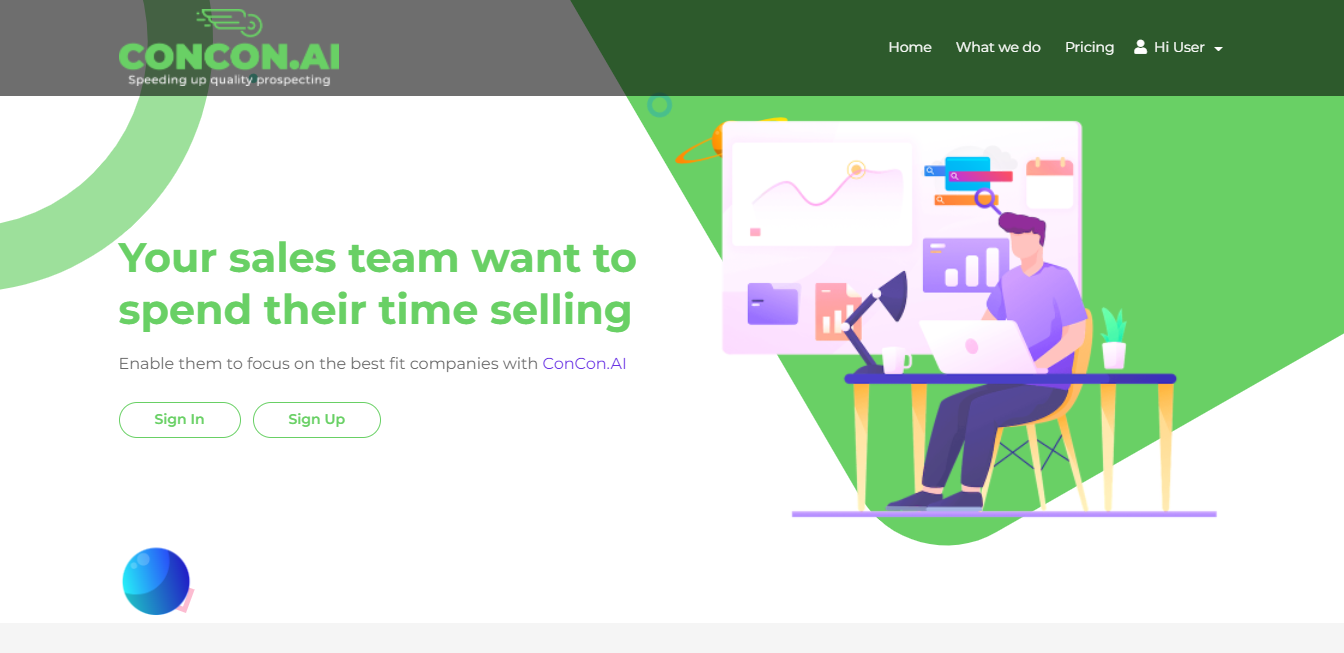 CONCON.AI
Speeding up quality prospecting
Home What we do Pricing Hi User
Your sales team want to
spend their time selling
Enable them to focus on the best fit companies with ConCon.AI
Sign In Sign Up